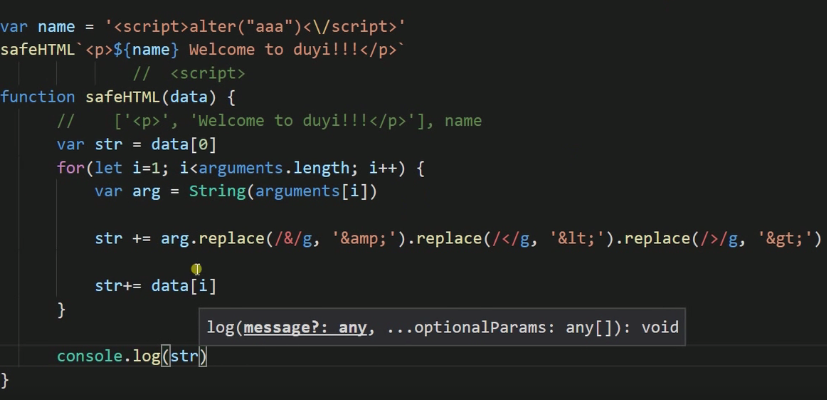 var name = '<script>alter("aaa")<\/script>'
safeHTML`<p>${name} Welcome to duyi!!!</p>`
// <script>
function safeHTML(data) {
// ['<p>', 'Welcome to duyi!!!</p>'], name
var str = data[0]
for(let i=1; i<arguments.length; i++) {
var arg = String(arguments[i])
str += arg.replace(/&/g, '&amp;').replace(/</g, '&lt;').replace(/>/g, '&gt;')
str+= data[i]
}
log(message?: any, ...optionalParams: any[]): void
console.log(str)
}